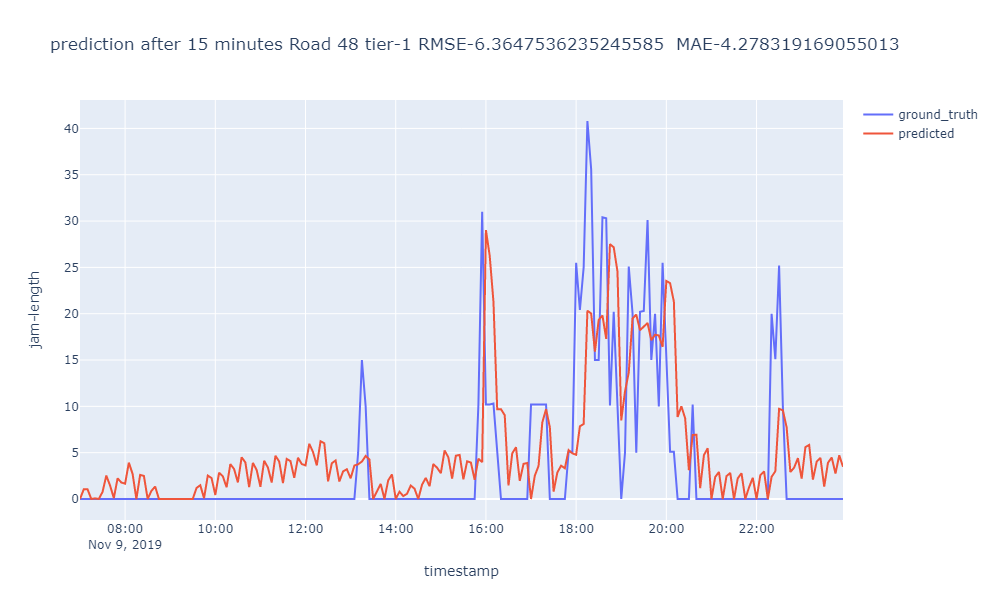 prediction after 15 minutes Road 48 tier-1 RMSE-6.3647536235245585  MAE-4.278319169055013
ground_truth
predicted
40
35
30
25
20
15
10
5
0
jam-length
08:00 10:00 12:00 14:00 16:00 18:00 20:00 22:00
Nov 9, 2019
timestamp